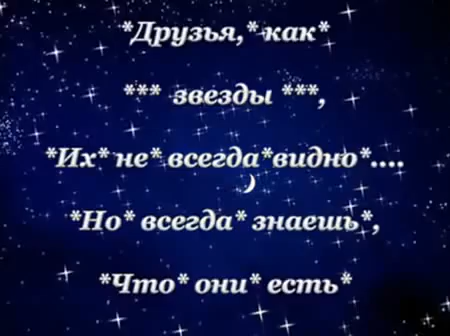 *Друзья,* как*
*** звезды ***,
*Их* не* всегда*видно*....
*Но* всегда* знаешь*,
*Что* они* есть*